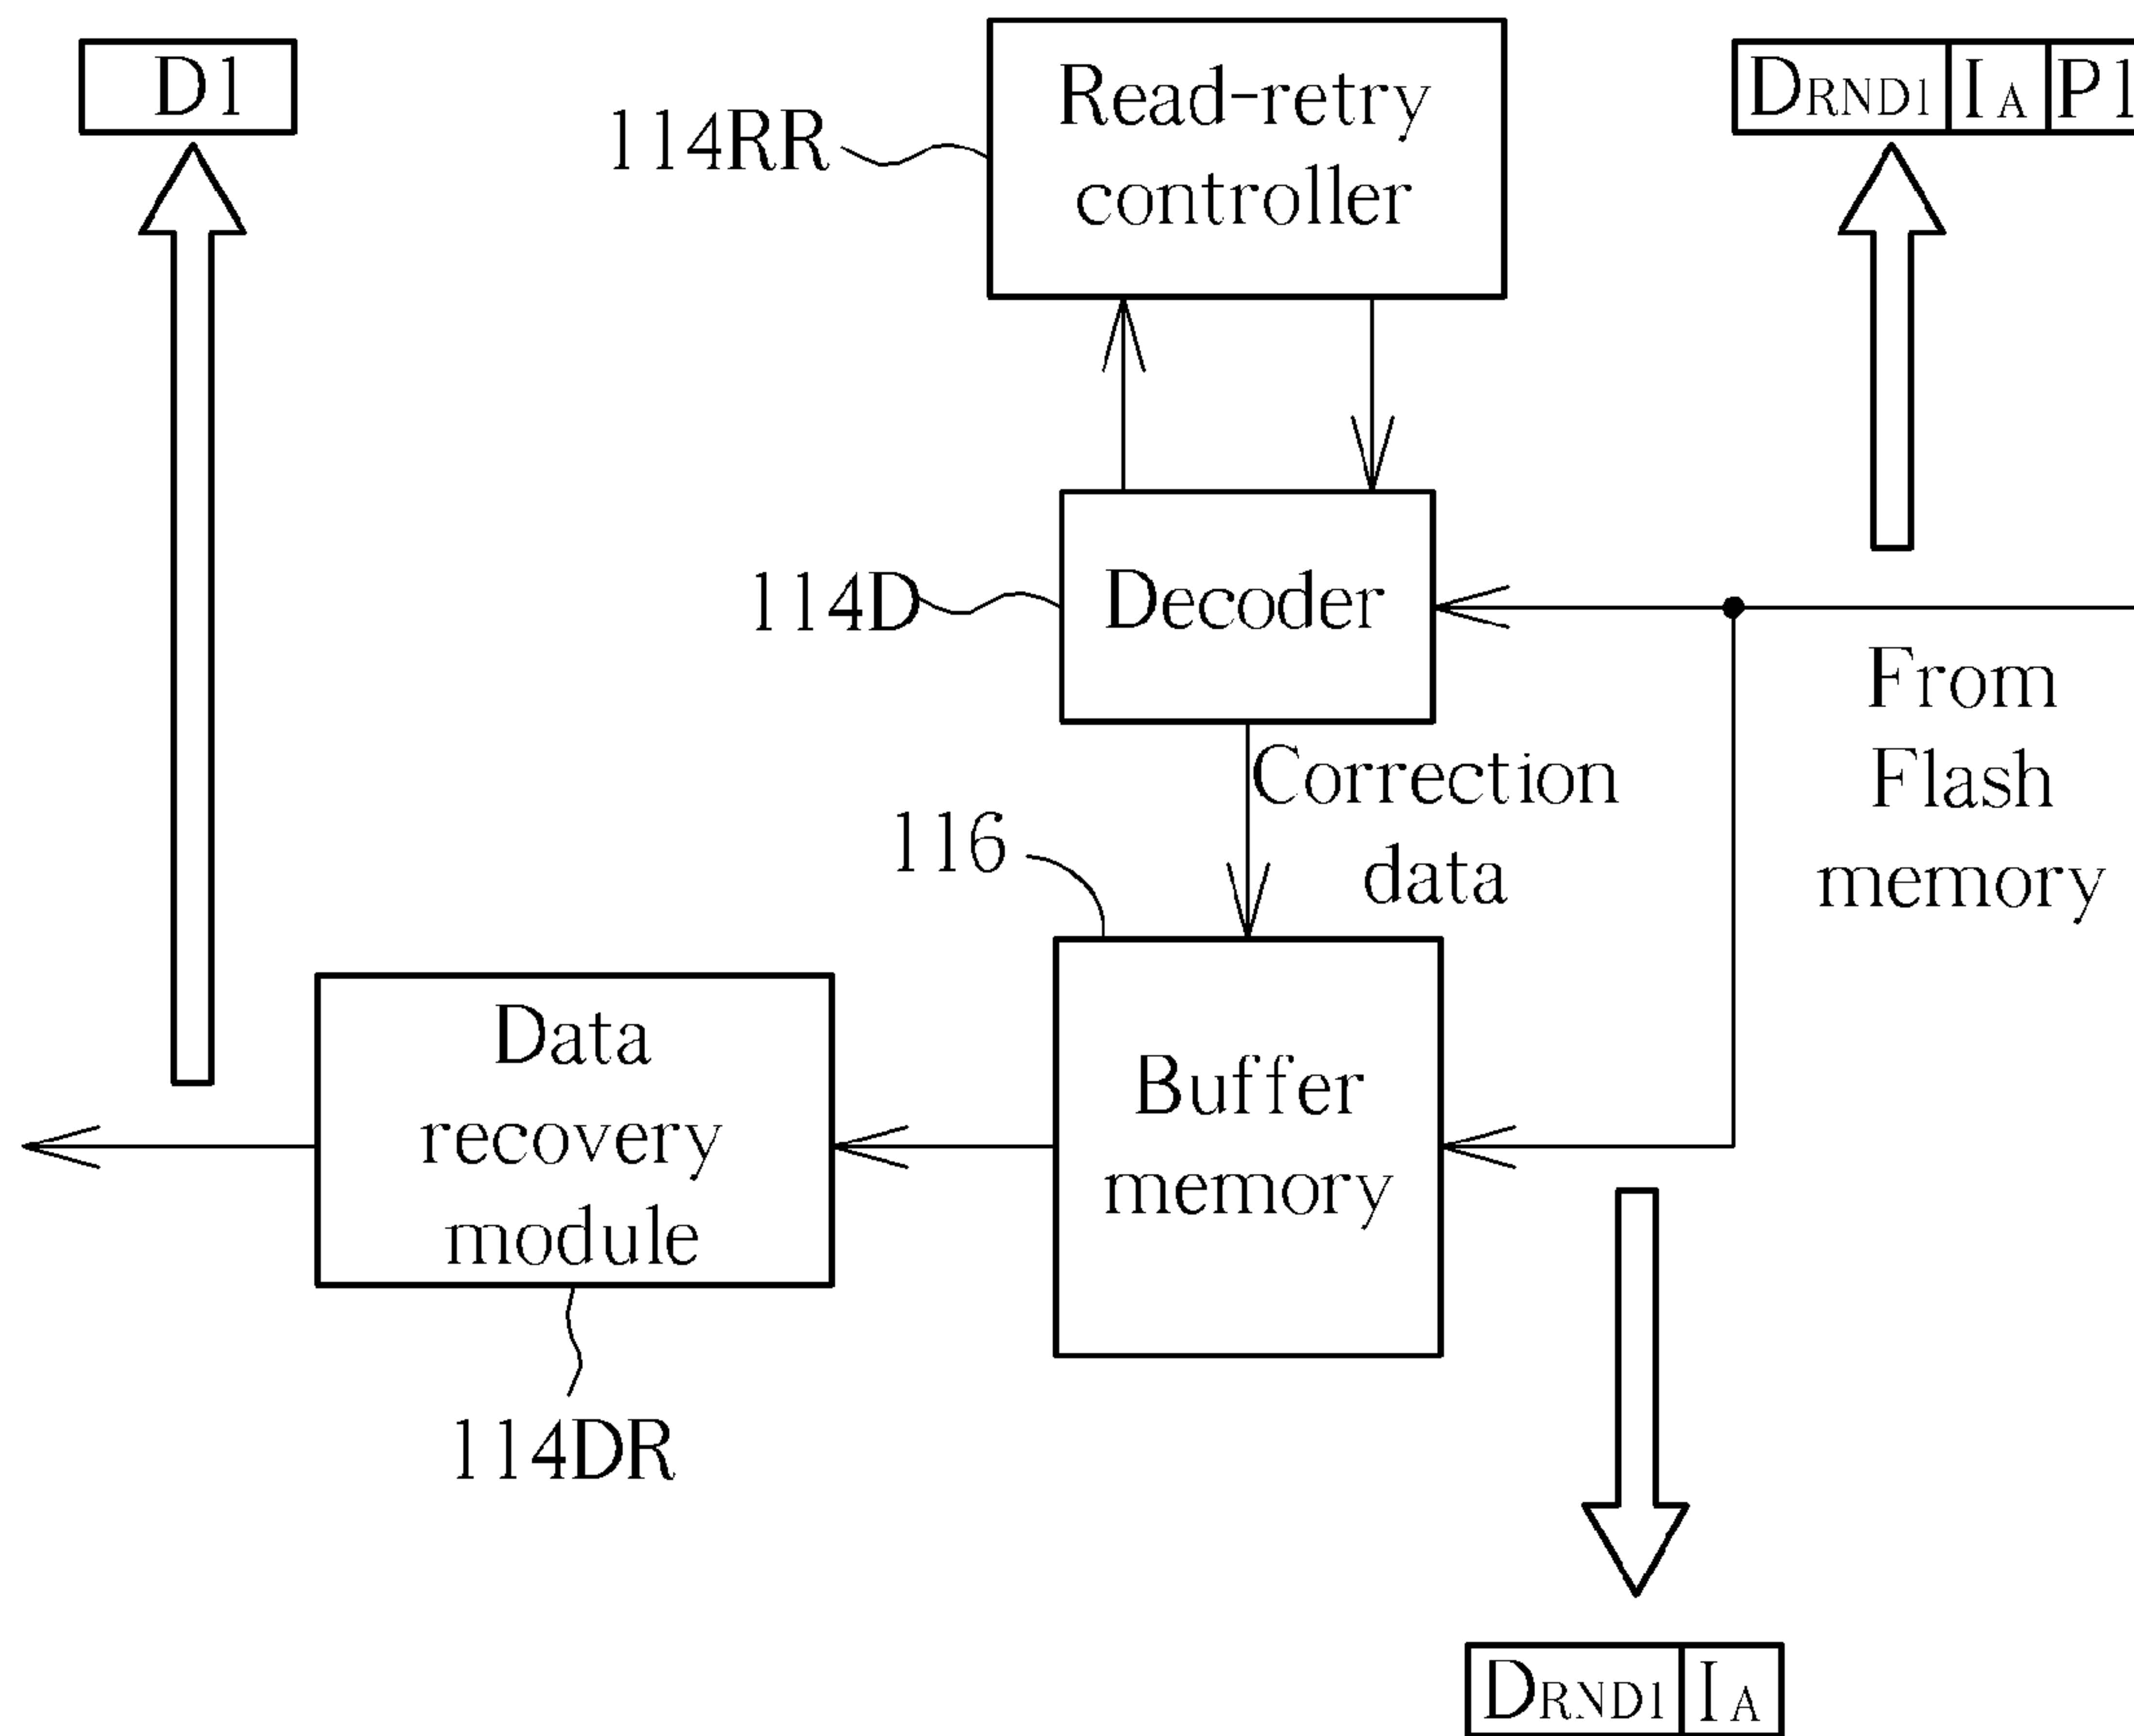 D1
Read-retry
controller
DRND1 IA P1
114RR
114D
Decoder
From
Flash
memory
Correction
data
116
Data
recovery
module
Buffer
memory
114DR
DRND1 IA